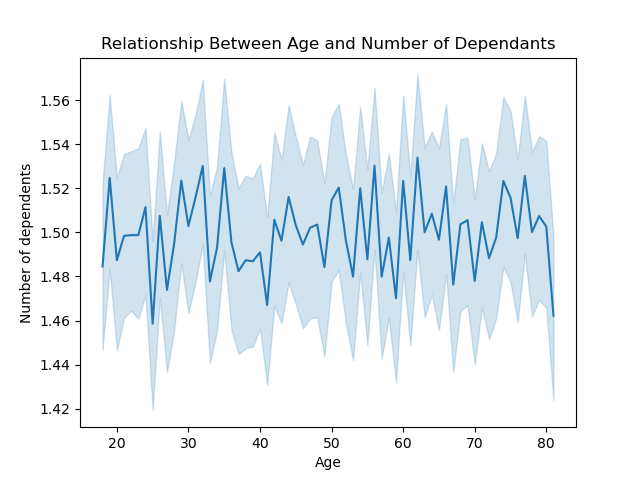 Relationship Between Age and Number of Dependants
1.56
1.54
1.52
1.50
1.48
1.46
1.44
1.42
Number of dependents
20 30 40 50 60 70 80
Age